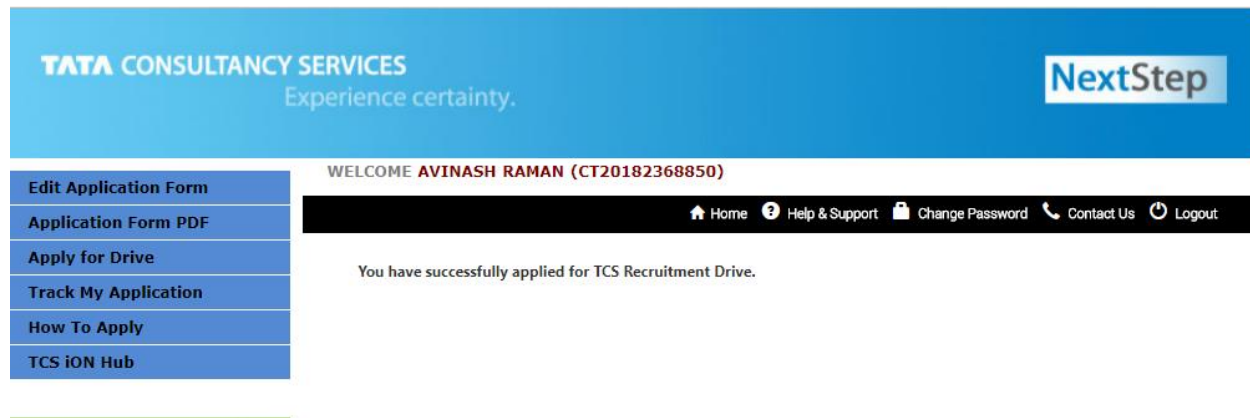 TATA CONSULTANCY SERVICES
Experience certainty.
NextStep
WELCOME AVINASH RAMAN (CT20182368850)
Home Help & Support Change Password Contact Us Logout
Edit Application Form
Application Form PDF
Apply for Drive
Track My Application
How To Apply
TCS iON Hub
You have successfully applied for TCS Recruitment Drive.